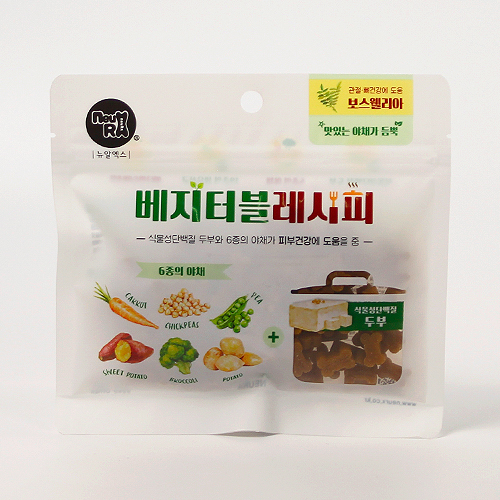 NouV
RX
®
뉴알엑스
관절·뼈건강에 도움
보스웰리아
맛있는 야채가 듬뿍
베지터블레시피
식물성단백질 두부와 6종의 야채가 피부건강에 도움을 줌
6종의 야채
CARROT
CHICKPEAS
PEA
SWEET POTATO
BROCCOLI
POTATO
+
식물성단백질
두부